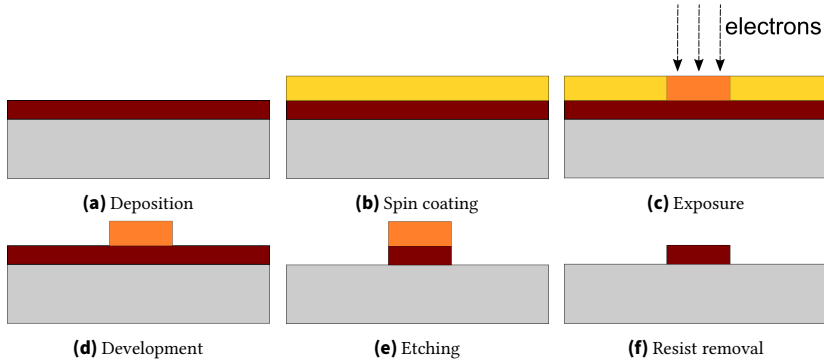 electrons
(a) Deposition
(b) Spin coating
(c) Exposure
(d) Development
(e) Etching
(f) Resist removal